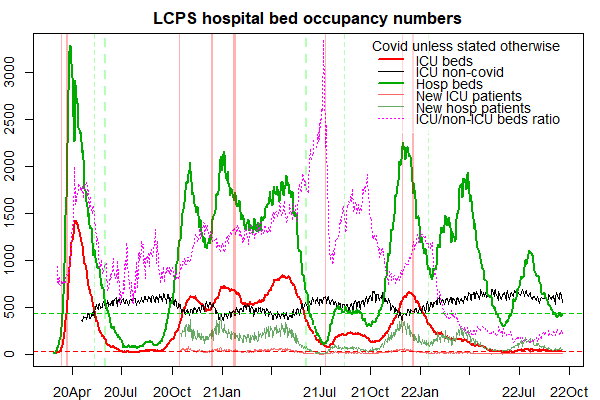 LCPS hospital bed occupancy numbers
Covid unless stated otherwise
ICU beds
ICU non-covid
Hosp beds
New ICU patients
New hosp patients
ICU/non-ICU beds ratio
3000
2500
2000
1500
1000
500
0
20Apr 20Jul 20Oct 21Jan 21Jul 21Oct 22Jan 22Jul 22Oct